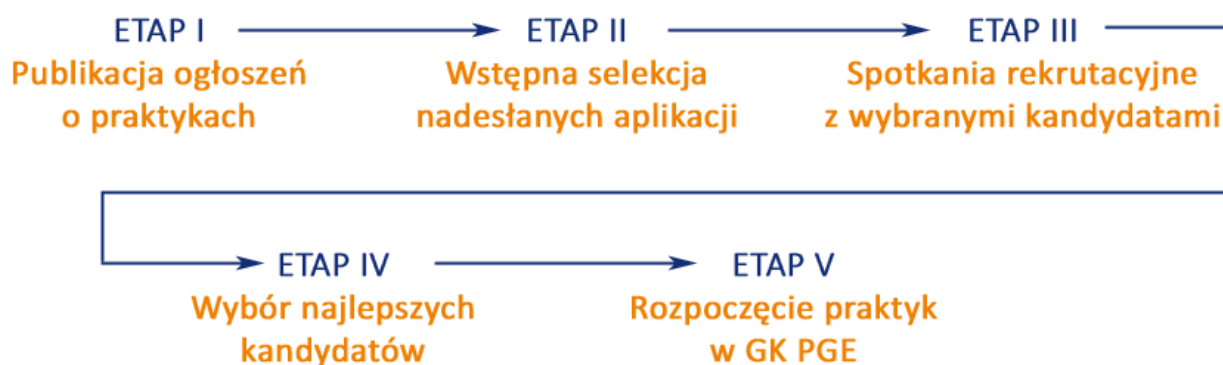 ETAP I
Publikacja ogłoszeń
o praktykach
ETAP II
Wstępna selekcja
nadesłanych aplikacji
ETAP III
Spotkania rekrutacyjne
z wybranymi kandydatami
ETAP IV
Wybór najlepszych
kandydatów
ETAP V
Rozpoczęcie praktyk
w GK PGE